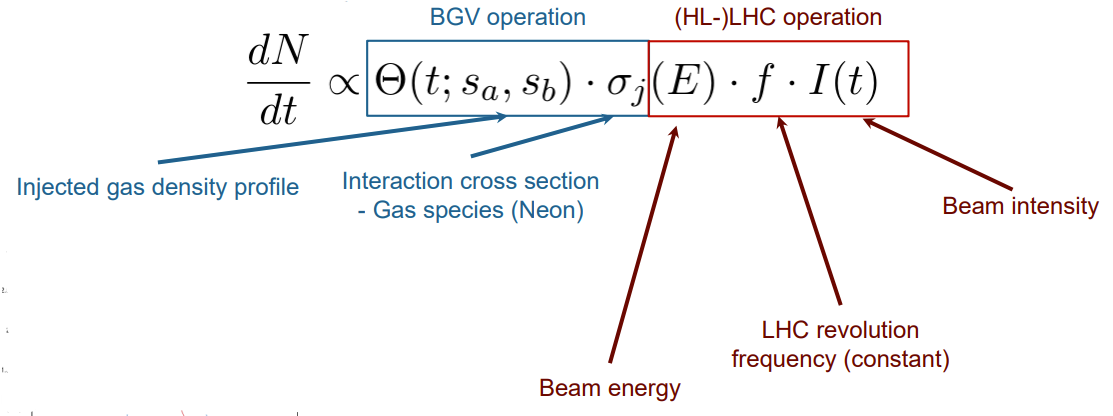 BGV operation
(HL-)LHC operation
dN/dt ∝ Θ(t; s_a, s_b) · σ_j(E) · f · I(t)
Injected gas density profile
Interaction cross section
- Gas species (Neon)
Beam intensity
LHC revolution
frequency (constant)
Beam energy